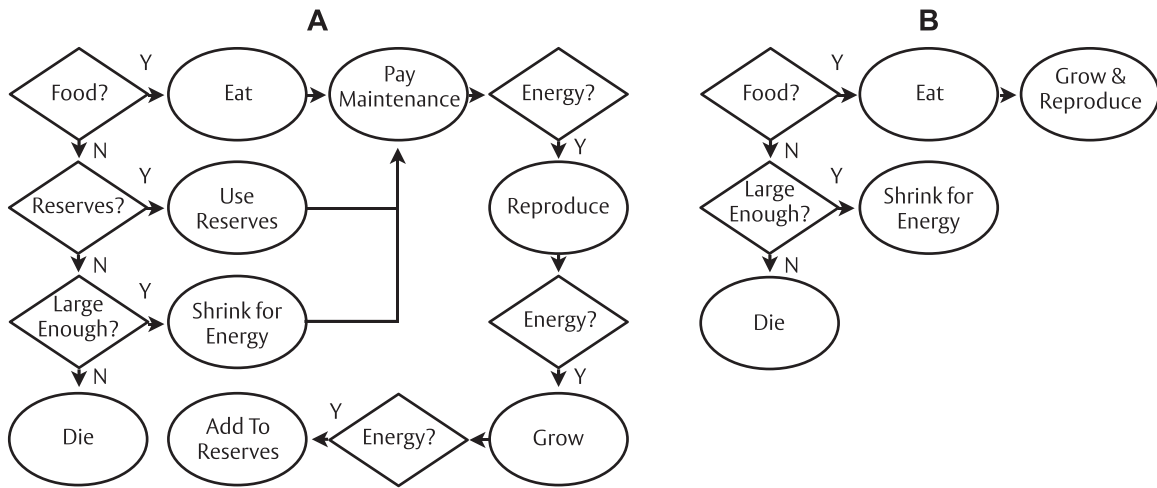 A
Food?
Y
Eat
Pay
Maintenance
Energy?
N
Y
Reserves?
Y
Use
Reserves
Reproduce
N
Large
Enough?
Y
Shrink for
Energy
Energy?
N
Y
Die
Add To
Reserves
Y
Energy?
Grow
B
Food?
Y
Eat
Grow &
Reproduce
N
Large
Enough?
Y
Shrink for
Energy
N
Die